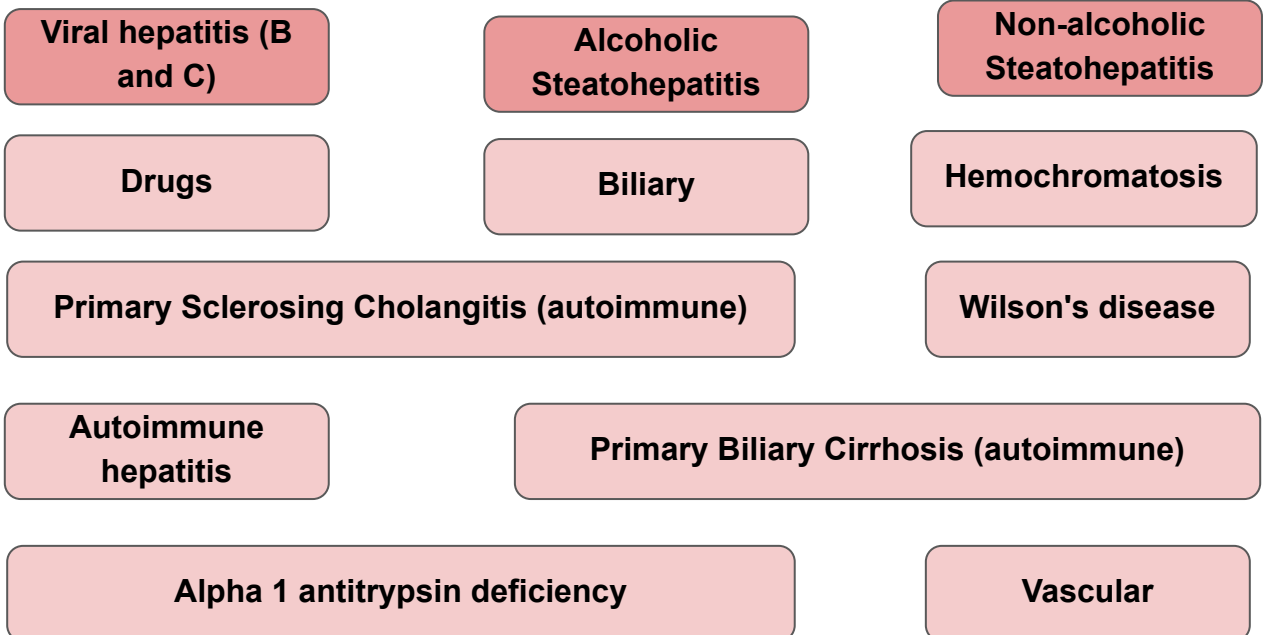 Viral hepatitis (B
and C)
Alcoholic
Steatohepatitis
Non-alcoholic
Steatohepatitis
Drugs
Biliary
Hemochromatosis
Primary Sclerosing Cholangitis (autoimmune)
Wilson's disease
Autoimmune
hepatitis
Primary Biliary Cirrhosis (autoimmune)
Alpha 1 antitrypsin deficiency
Vascular